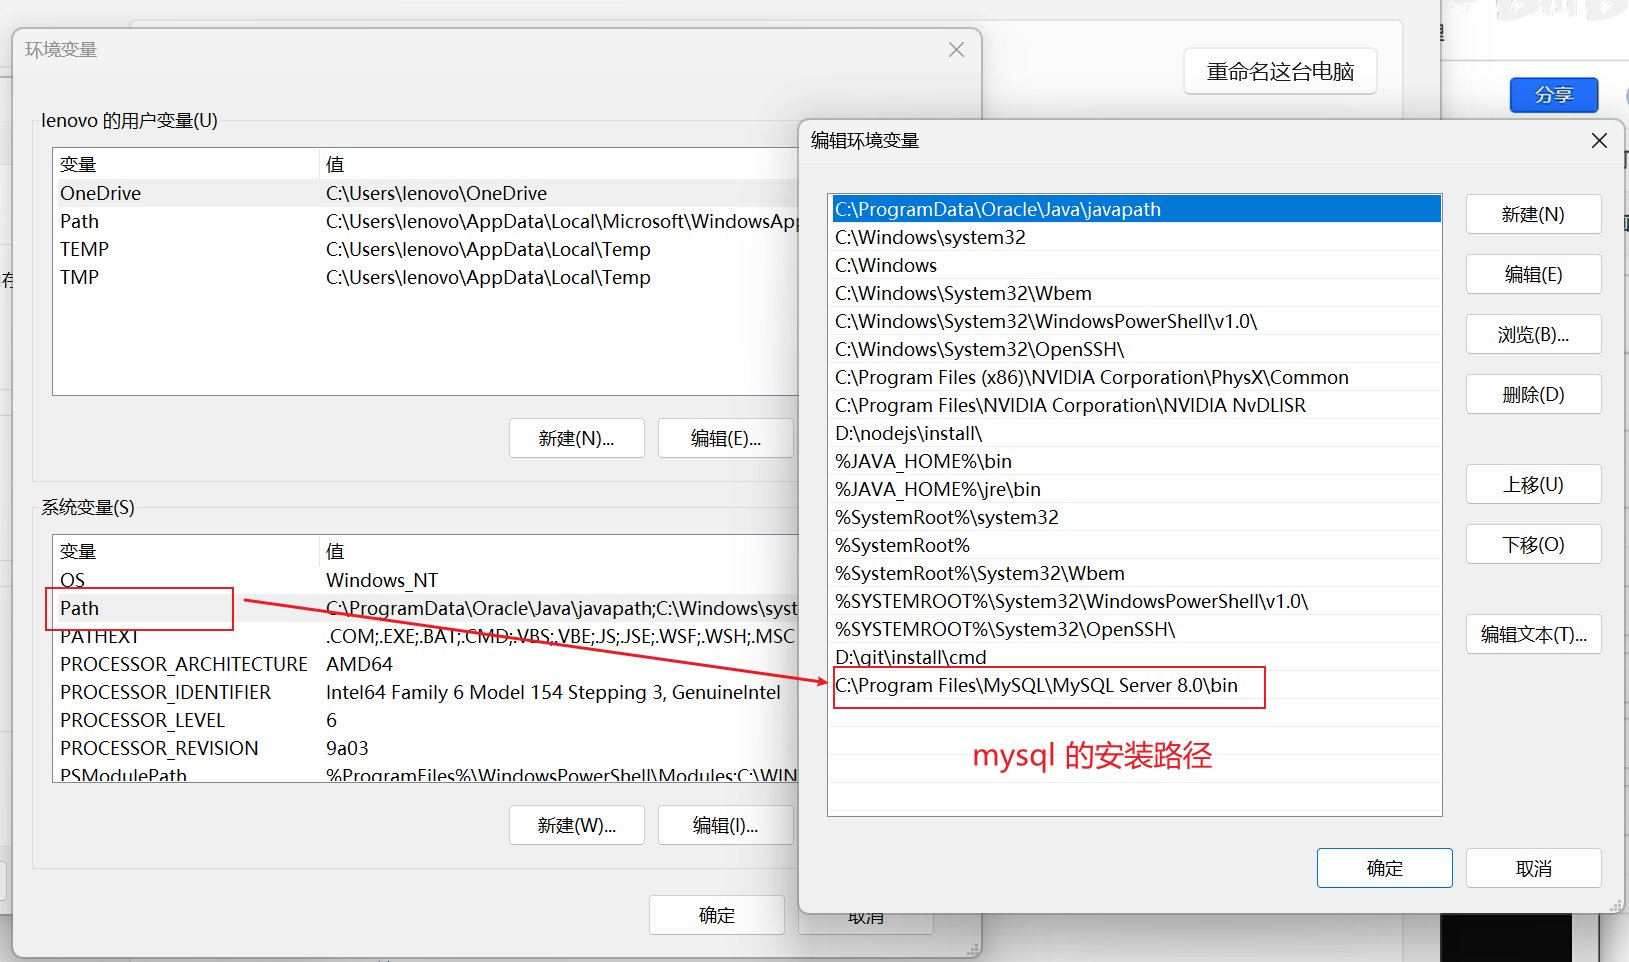 环境变量
重命名这台电脑
分享
lenovo 的用户变量(U)
变量 值
OneDrive C:\Users\lenovo\OneDrive
Path C:\Users\lenovo\AppData\Local\Microsoft\WindowsApp
TEMP C:\Users\lenovo\AppData\Local\Temp
TMP C:\Users\lenovo\AppData\Local\Temp
新建(N)... 编辑(E)...
系统变量(S)
变量 值
OS Windows_NT
Path C:\ProgramData\Oracle\Java\javapath;C:\Windows\syst
PATHEXT .COM;.EXE;.BAT;.CMD;.VBS;.VBE;.JS;.JSE;.WSF;.WSH;.MSC
PROCESSOR_ARCHITECTURE AMD64
PROCESSOR_IDENTIFIER Intel64 Family 6 Model 154 Stepping 3, GenuineIntel
PROCESSOR_LEVEL 6
PROCESSOR_REVISION 9a03
PSModulePath %ProgramFiles%\WindowsPowerShell\Modules;C:\WIN
新建(W)... 编辑(I)...
确定 取消
编辑环境变量
C:\ProgramData\Oracle\Java\javapath
C:\Windows\system32
C:\Windows
C:\Windows\System32\Wbem
C:\Windows\System32\WindowsPowerShell\v1.0\
C:\Windows\System32\OpenSSH\
C:\Program Files (x86)\NVIDIA Corporation\PhysX\Common
C:\Program Files\NVIDIA Corporation\NVIDIA NvDLISR
D:\nodejs\install\
%JAVA_HOME%\bin
%JAVA_HOME%\jre\bin
%SystemRoot%\system32
%SystemRoot%
%SystemRoot%\System32\Wbem
%SYSTEMROOT%\System32\WindowsPowerShell\v1.0\
%SYSTEMROOT%\System32\OpenSSH\
D:\git\install\cmd
C:\Program Files\MySQL\MySQL Server 8.0\bin
mysql 的安装路径
新建(N)
编辑(E)
浏览(B)...
删除(D)
上移(U)
下移(O)
编辑文本(T)...
确定 取消